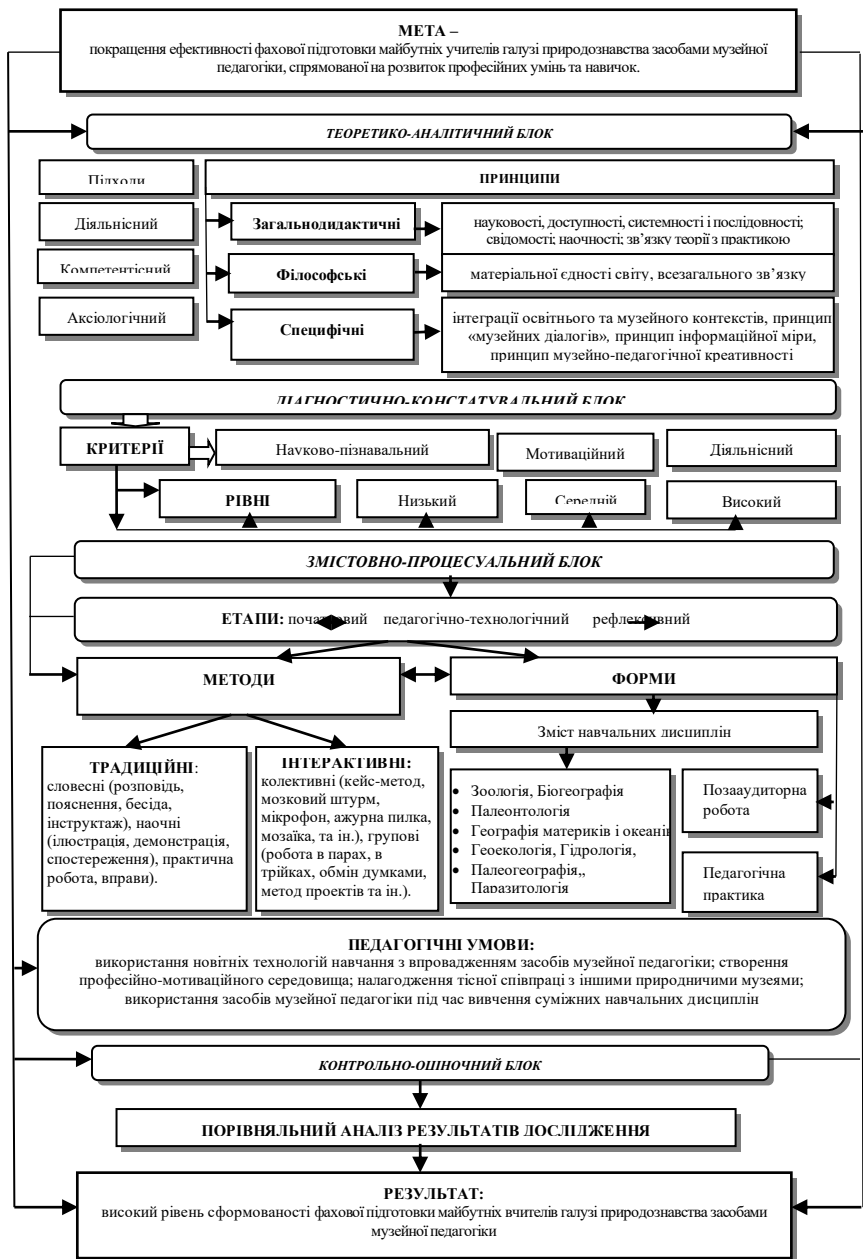 МЕТА –
покращення ефективності фахової підготовки майбутніх учителів галузі природознавства засобами музейної
педагогіки, спрямованої на розвиток професійних умінь та навичок.
ТЕОРЕТИКО-АНАЛІТИЧНИЙ БЛОК
Підходи
ПРИНЦИПИ
Діяльнісний
Компетентісний
Аксіологічний
Загальнодидактичні
науковості, доступності, системності і послідовності;
свідомості; наочності; зв’язку теорії з практикою
Філософські
матеріальної єдності світу, всезагального зв’язку
Специфічні
інтеграції освітнього та музейного контекстів, принцип
«музейних діалогів», принцип інформаційної міри,
принцип музейно-педагогічної креативності
ДІАГНОСТИЧНО-КОНСТАТУВАЛЬНИЙ БЛОК
КРИТЕРІЇ
Науково-пізнавальний
Мотиваційний
Діяльнісний
РІВНІ
Низький
Середній
Високий
ЗМІСТОВНО-ПРОЦЕСУАЛЬНИЙ БЛОК
ЕТАПИ: початковий педагогічно-технологічний рефлексивний
МЕТОДИ
ФОРМИ
Зміст навчальних дисциплін
ТРАДИЦІЙНІ:
словесні (розповідь,
пояснення, бесіда,
інструктаж), наочні
(ілюстрація, демонстрація,
спостереження), практична
робота, вправи).
ІНТЕРАКТИВНІ:
колективні (кейс-метод,
мозковий штурм,
мікрофон, ажурна пилка,
мозаїка, та ін.), групові
(робота в парах, в
трійках, обмін думками,
метод проектів та ін.).
• Зоологія, Біогеографія
• Палеонтологія
• Географія материків і океанів
• Геоекологія, Гідрологія,
• Палеогеографія,,
Паразитологія
Позааудиторна
робота
Педагогічна
практика
ПЕДАГОГІЧНІ УМОВИ:
використання новітніх технологій навчання з впровадженням засобів музейної педагогіки; створення
професійно-мотиваційного середовища; налагодження тісної співпраці з іншими природничими музеями;
використання засобів музейної педагогіки під час вивчення суміжних навчальних дисциплін
КОНТРОЛЬНО-ОЦІНОЧНИЙ БЛОК
ПОРІВНЯЛЬНИЙ АНАЛІЗ РЕЗУЛЬТАТІВ ДОСЛІДЖЕННЯ
РЕЗУЛЬТАТ:
високий рівень сформованості фахової підготовки майбутніх вчителів галузі природознавства засобами
музейної педагогіки